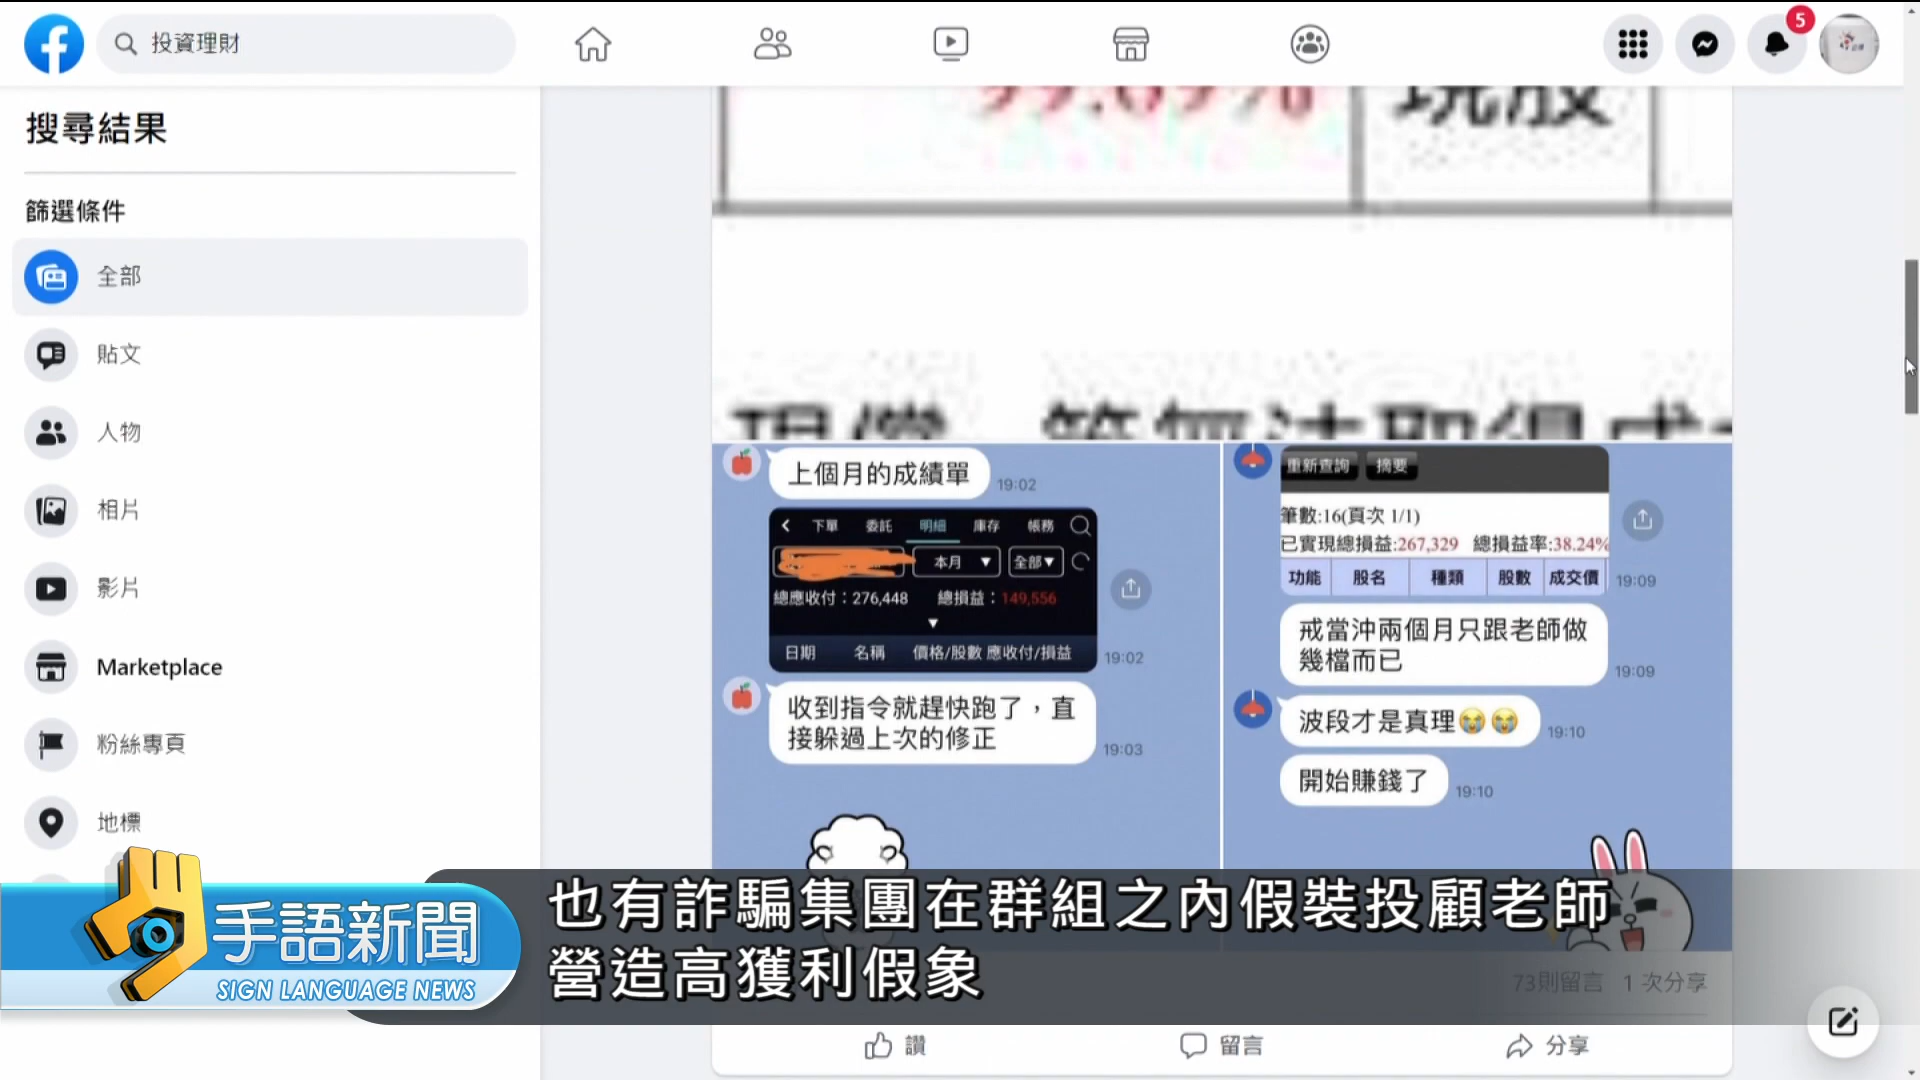 投資理財
5
搜尋結果
篩選條件
全部
貼文
人物
相片
影片
Marketplace
粉絲專頁
地標
99.69%
現股
上個月的成績單
19:02
下單 委託 明細 庫存 帳務
本月 ▼ 全部▼
總應收付：276,448 總損益：149,556
▼
日期 名稱 價格/股數 應收付/損益
19:02
收到指令就趕快跑了，直
接躲過上次的修正
19:03
重新查詢 摘要
筆數:16(頁次 1/1)
已實現總損益:267,329 總損益率:38.24%
功能 股名 種類 股數 成交價
19:09
戒當沖兩個月只跟老師做
幾檔而已
19:09
波段才是真理😭😭
19:10
開始賺錢了
19:10
手語新聞
SIGN LANGUAGE NEWS
也有詐騙集團在群組之內假裝投顧老師
營造高獲利假象
73則留言 1 次分享
讚 留言 分享